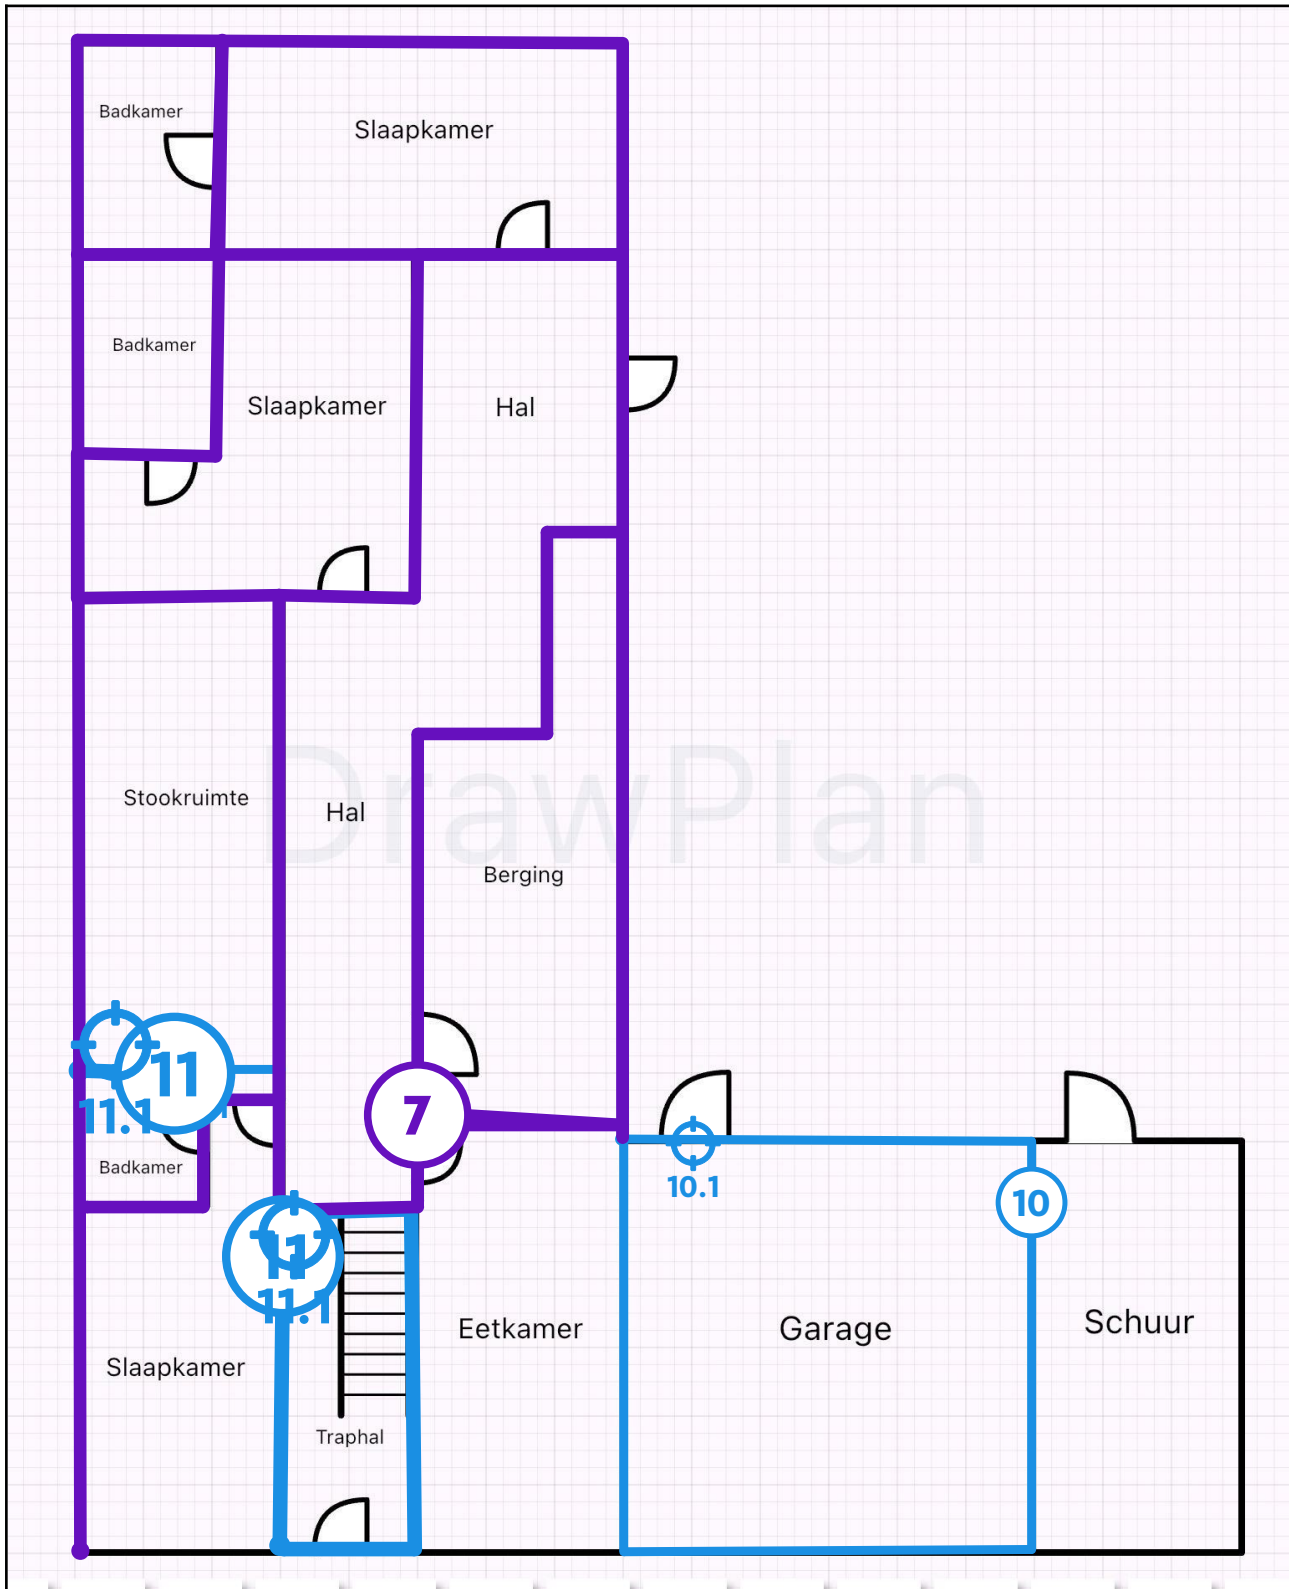 Badkamer
Slaapkamer
Badkamer
Slaapkamer
Hal
DrawPlan
Stookruimte
Hal
Berging
11
11.1
7
Badkamer
10.1
10
11
11.1
Eetkamer
Garage
Schuur
Slaapkamer
Traphal